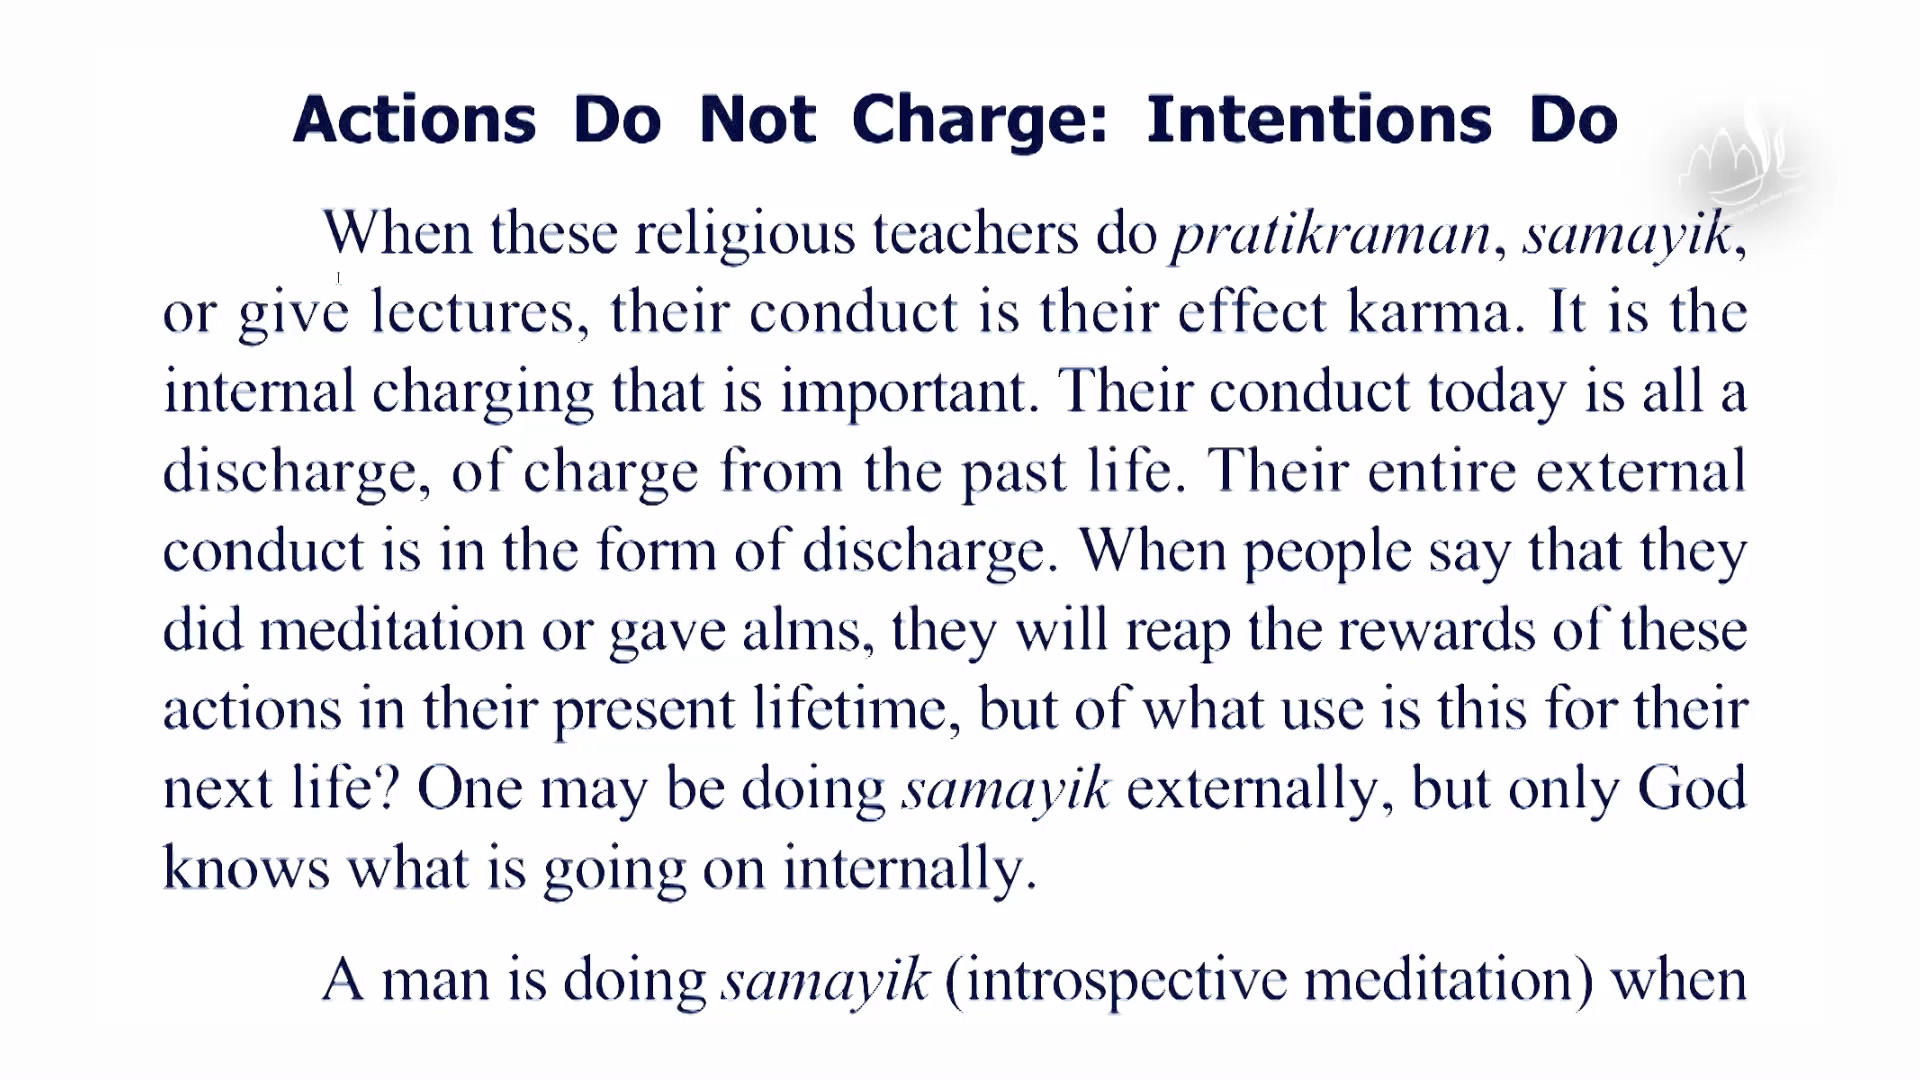 Actions Do Not Charge: Intentions Do
When these religious teachers do pratikraman, samayik,
or give lectures, their conduct is their effect karma. It is the
internal charging that is important. Their conduct today is all a
discharge, of charge from the past life. Their entire external
conduct is in the form of discharge. When people say that they
did meditation or gave alms, they will reap the rewards of these
actions in their present lifetime, but of what use is this for their
next life? One may be doing samayik externally, but only God
knows what is going on internally.
A man is doing samayik (introspective meditation) when